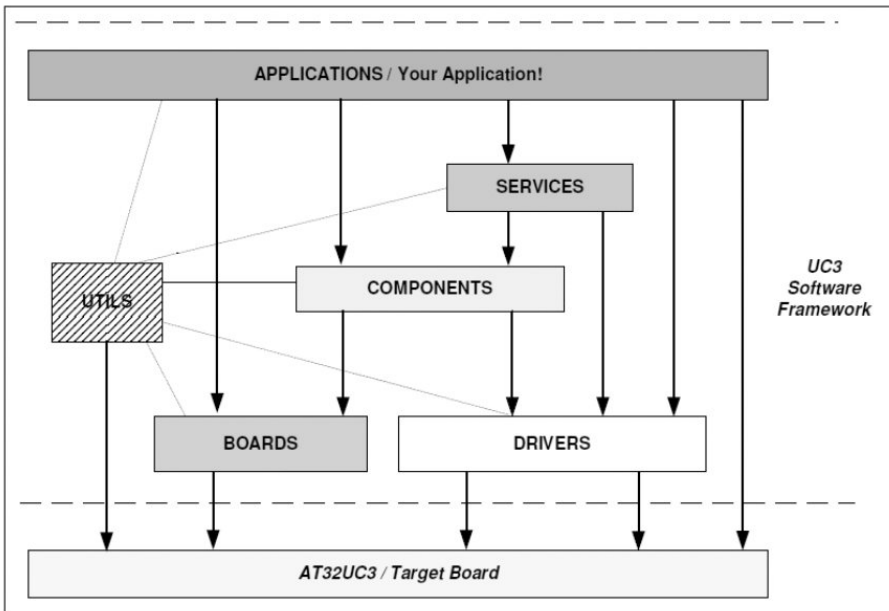 APPLICATIONS / Your Application!
SERVICES
UTILS
COMPONENTS
UC3
Software
Framework
BOARDS
DRIVERS
AT32UC3 / Target Board